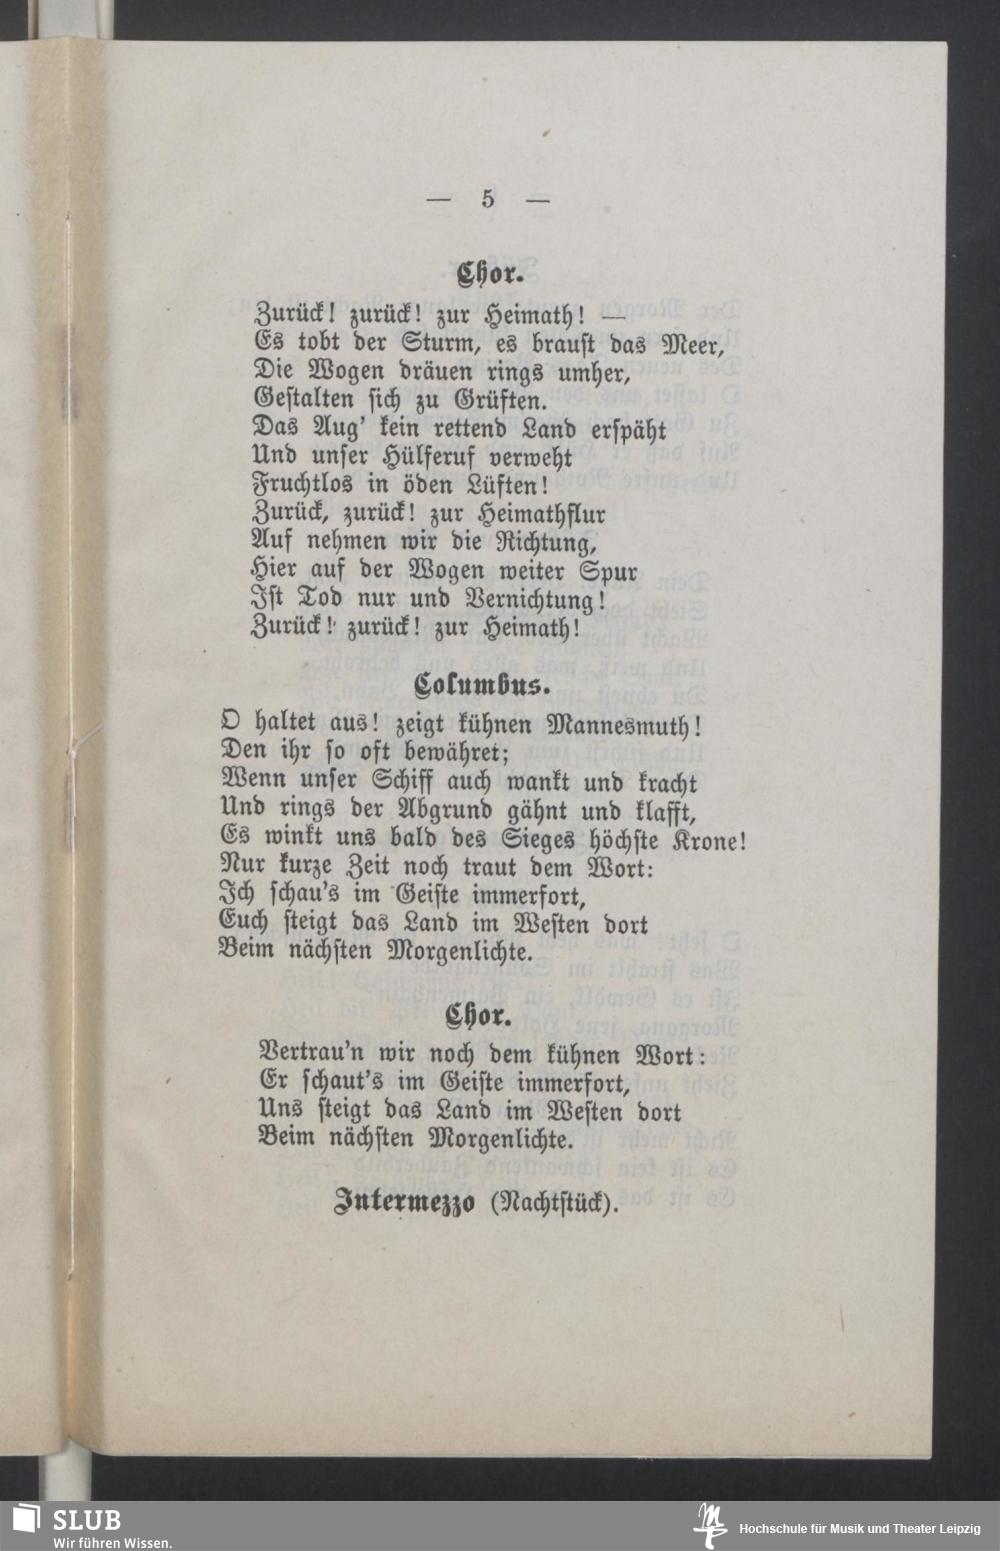 — 5 —
Chor.
Zurück! zurück! zur Heimath! —
Es tobt der Sturm, es braust das Meer,
Die Wogen dräuen rings umher,
Gestalten sich zu Grüften.
Das Aug' kein rettend Land erspäht
Und unser Hülferuf verweht
Fruchtlos in öden Lüften!
Zurück, zurück! zur Heimathflur
Auf nehmen wir die Richtung,
Hier auf der Wogen weiter Spur
Ist Tod nur und Vernichtung!
Zurück! zurück! zur Heimath!
Columbus.
O haltet aus! zeigt kühnen Mannesmuth!
Den ihr so oft bewähret;
Wenn unser Schiff auch wankt und kracht
Und rings der Abgrund gähnt und klafft,
Es winkt uns bald des Sieges höchste Krone!
Nur kurze Zeit noch traut dem Wort:
Ich schau's im Geiste immerfort,
Euch steigt das Land im Westen dort
Beim nächsten Morgenlichte.
Chor.
Vertrau'n wir noch dem kühnen Wort:
Er schaut's im Geiste immerfort,
Uns steigt das Land im Westen dort
Beim nächsten Morgenlichte.
Intermezzo (Nachtstück).
SLUB
Wir führen Wissen.
Hochschule für Musik und Theater Leipzig